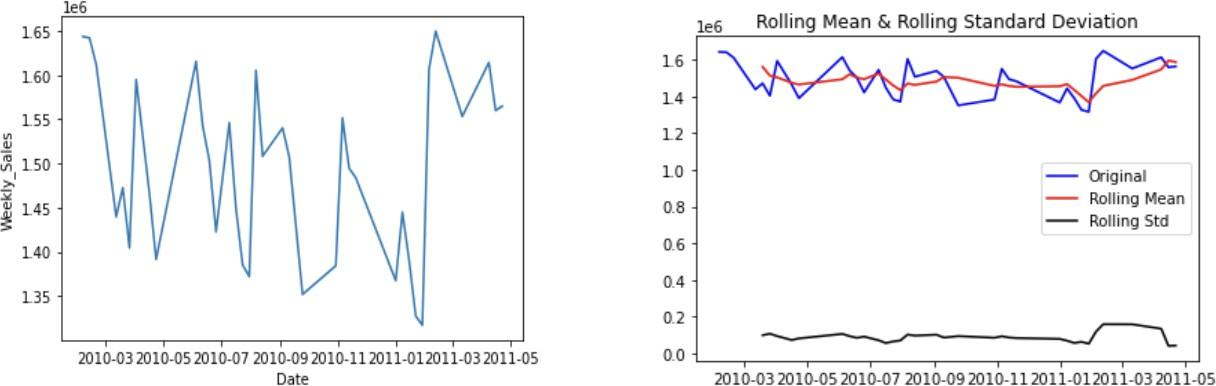 1e6
1.65
1.60
1.55
1.50
1.45
1.40
1.35
Weekly_Sales
2010-03 2010-05 2010-07 2010-09 2010-11 2011-01 2011-03 2011-05
Date
Rolling Mean & Rolling Standard Deviation
1e6
1.6
1.4
1.2
1.0
0.8
0.6
0.4
0.2
0.0
Original
Rolling Mean
Rolling Std
2010-03 2010-05 2010-07 2010-09 2010-11 2011-01 2011-03 2011-05